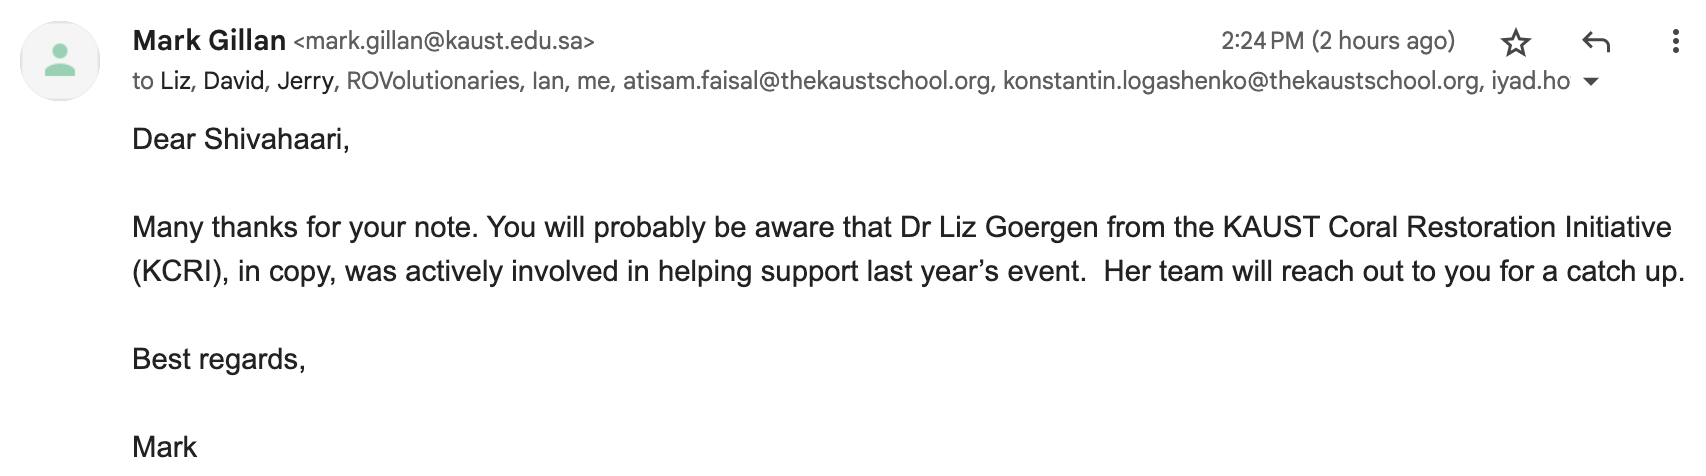 Mark Gillan <mark.gillan@kaust.edu.sa> 2:24 PM (2 hours ago)
to Liz, David, Jerry, ROVolutionaries, Ian, me, atisam.faisal@thekaustschool.org, konstantin.logashenko@thekaustschool.org, iyad.ho
Dear Shivahaari,
Many thanks for your note. You will probably be aware that Dr Liz Goergen from the KAUST Coral Restoration Initiative
(KCRI), in copy, was actively involved in helping support last year’s event.  Her team will reach out to you for a catch up.
Best regards,
Mark